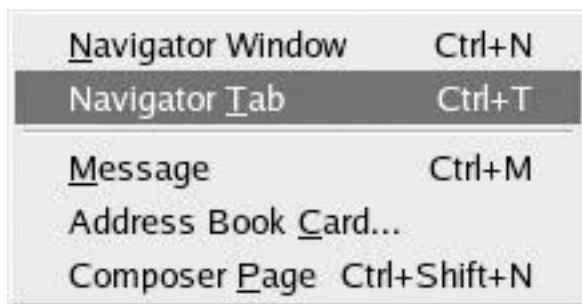 Navigator Window Ctrl+N
Navigator Tab Ctrl+T
Message Ctrl+M
Address Book Card...
Composer Page Ctrl+Shift+N